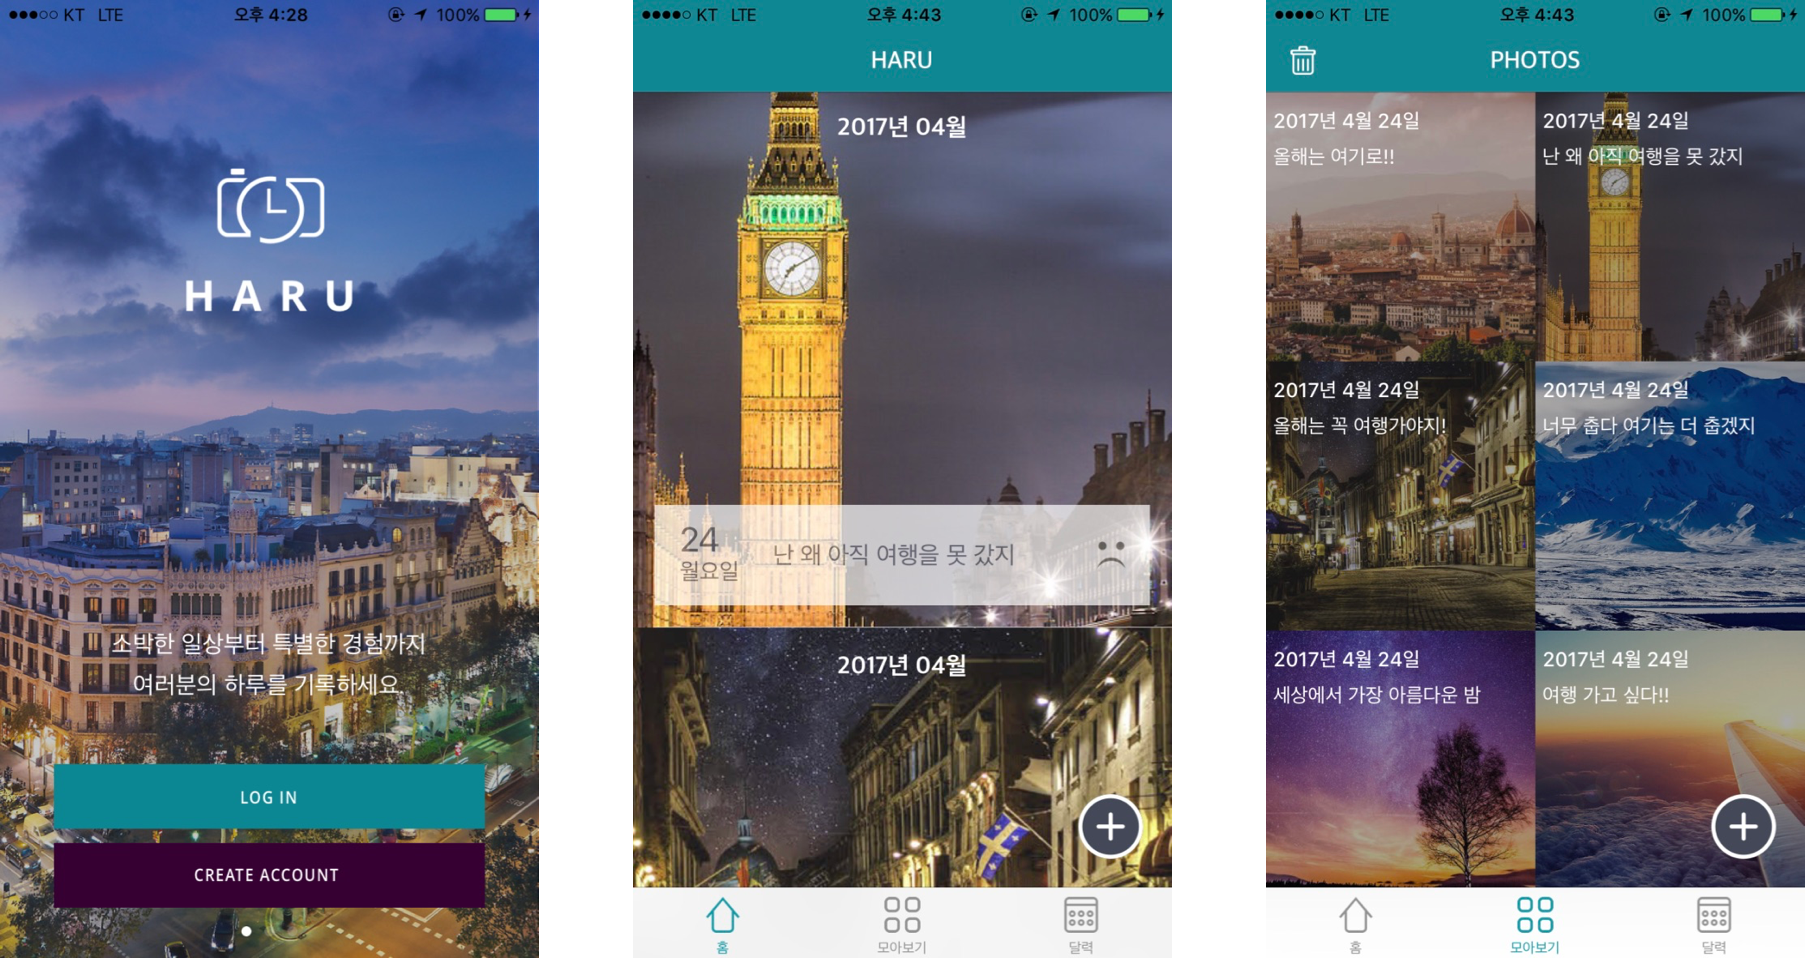 ●●●○○ KT LTE 오후 4:28 100%
HARU
소박한 일상부터 특별한 경험까지
여러분의 하루를 기록하세요.
LOG IN
CREATE ACCOUNT
●●●●○ KT LTE 오후 4:43 100%
HARU
2017년 04월
24
월요일
난 왜 아직 여행을 못 갔지
2017년 04월
홈
모아보기
달력
●●●●○ KT LTE 오후 4:43 100%
PHOTOS
2017년 4월 24일
올해는 여기로!!
2017년 4월 24일
난 왜 아직 여행을 못 갔지
2017년 4월 24일
올해는 꼭 여행가야지!
2017년 4월 24일
너무 춥다 여기는 더 춥겠지
2017년 4월 24일
세상에서 가장 아름다운 밤
2017년 4월 24일
여행 가고 싶다!!
홈
모아보기
달력